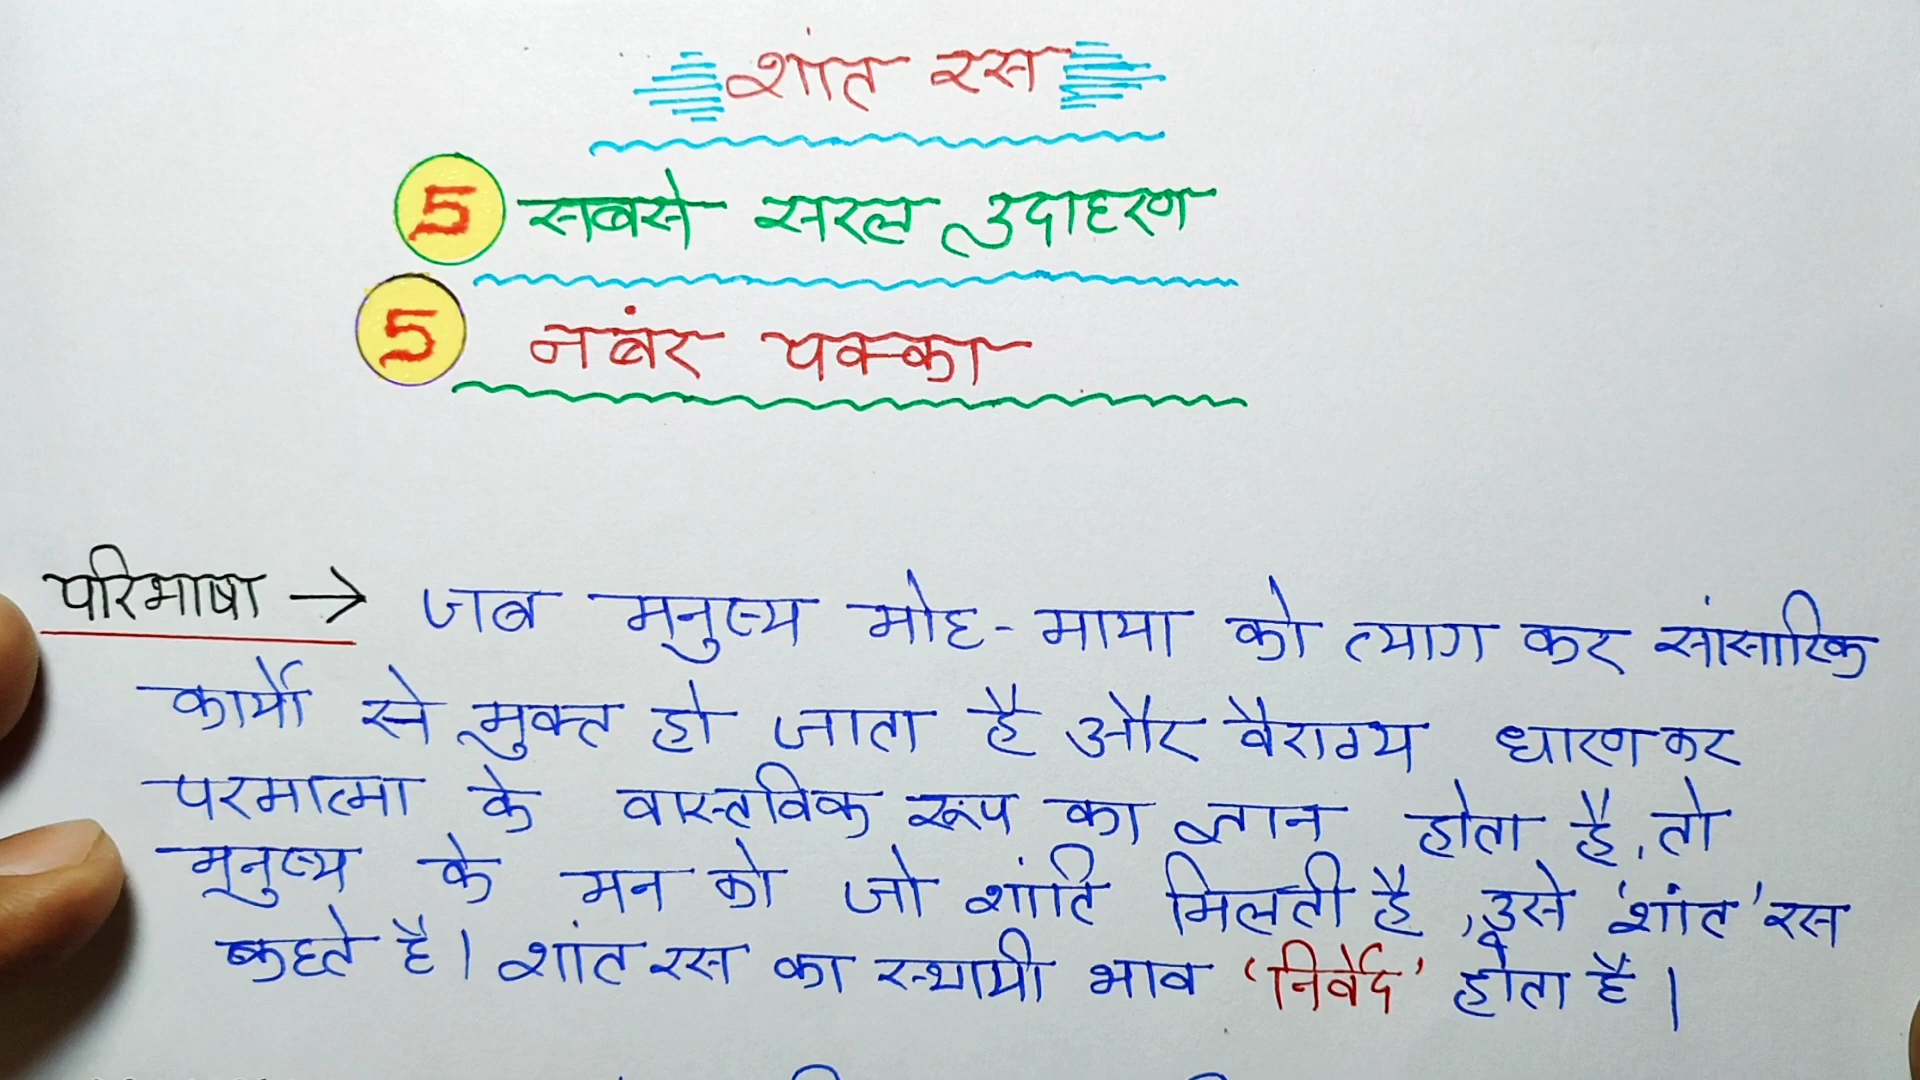 शांत रस
5 सबसे सरल उदाहरण
5 नबंर पक्का
परिभाषा → जब मनुष्य मोह-माया को त्याग कर सांसारिक
कार्यों से मुक्त हो जाता है और वैराग्य धारण कर
परमात्मा के वास्तविक रूप का ज्ञान होता है, तो
मनुष्य के मन को जो शांति मिलती है, उसे 'शांत' रस
कहते है। शांत रस का स्थायी भाव 'निर्वेद' होता है।